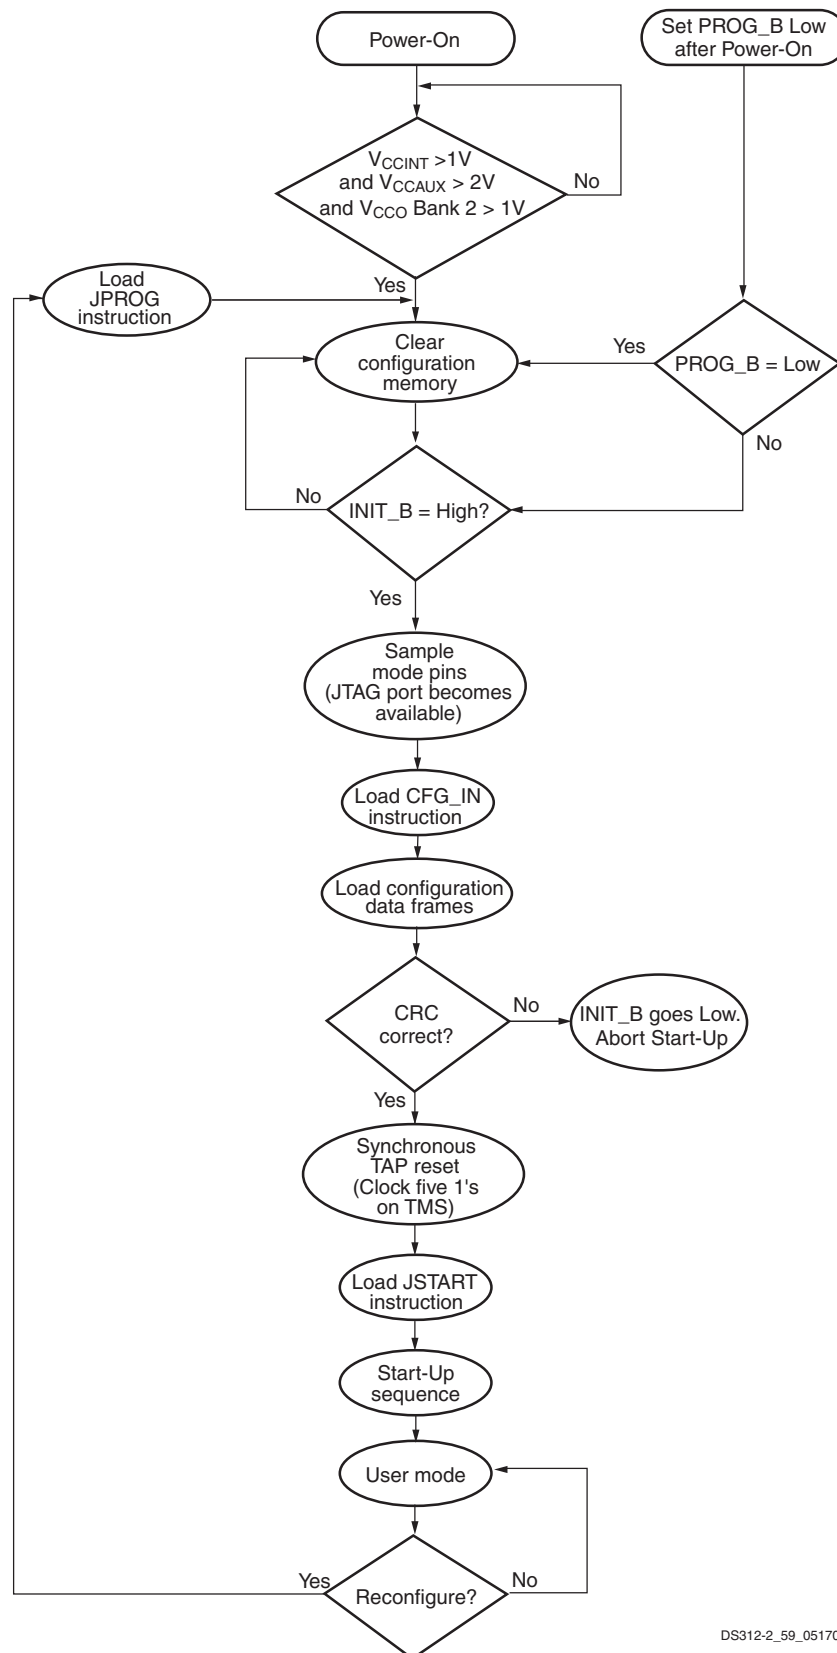 Power-On
Set PROG_B Low
after Power-On
VCCINT >1V
and VCCAUX > 2V
and VCCO Bank 2 > 1V
No
Yes
Load
JPROG
instruction
Clear
configuration
memory
Yes
PROG_B = Low
No
No
INIT_B = High?
Yes
Sample
mode pins
(JTAG port becomes
available)
Load CFG_IN
instruction
Load configuration
data frames
CRC
correct?
No
INIT_B goes Low.
Abort Start-Up
Yes
Synchronous
TAP reset
(Clock five 1's
on TMS)
Load JSTART
instruction
Start-Up
sequence
User mode
Yes
Reconfigure?
No
DS312-2_59_05170